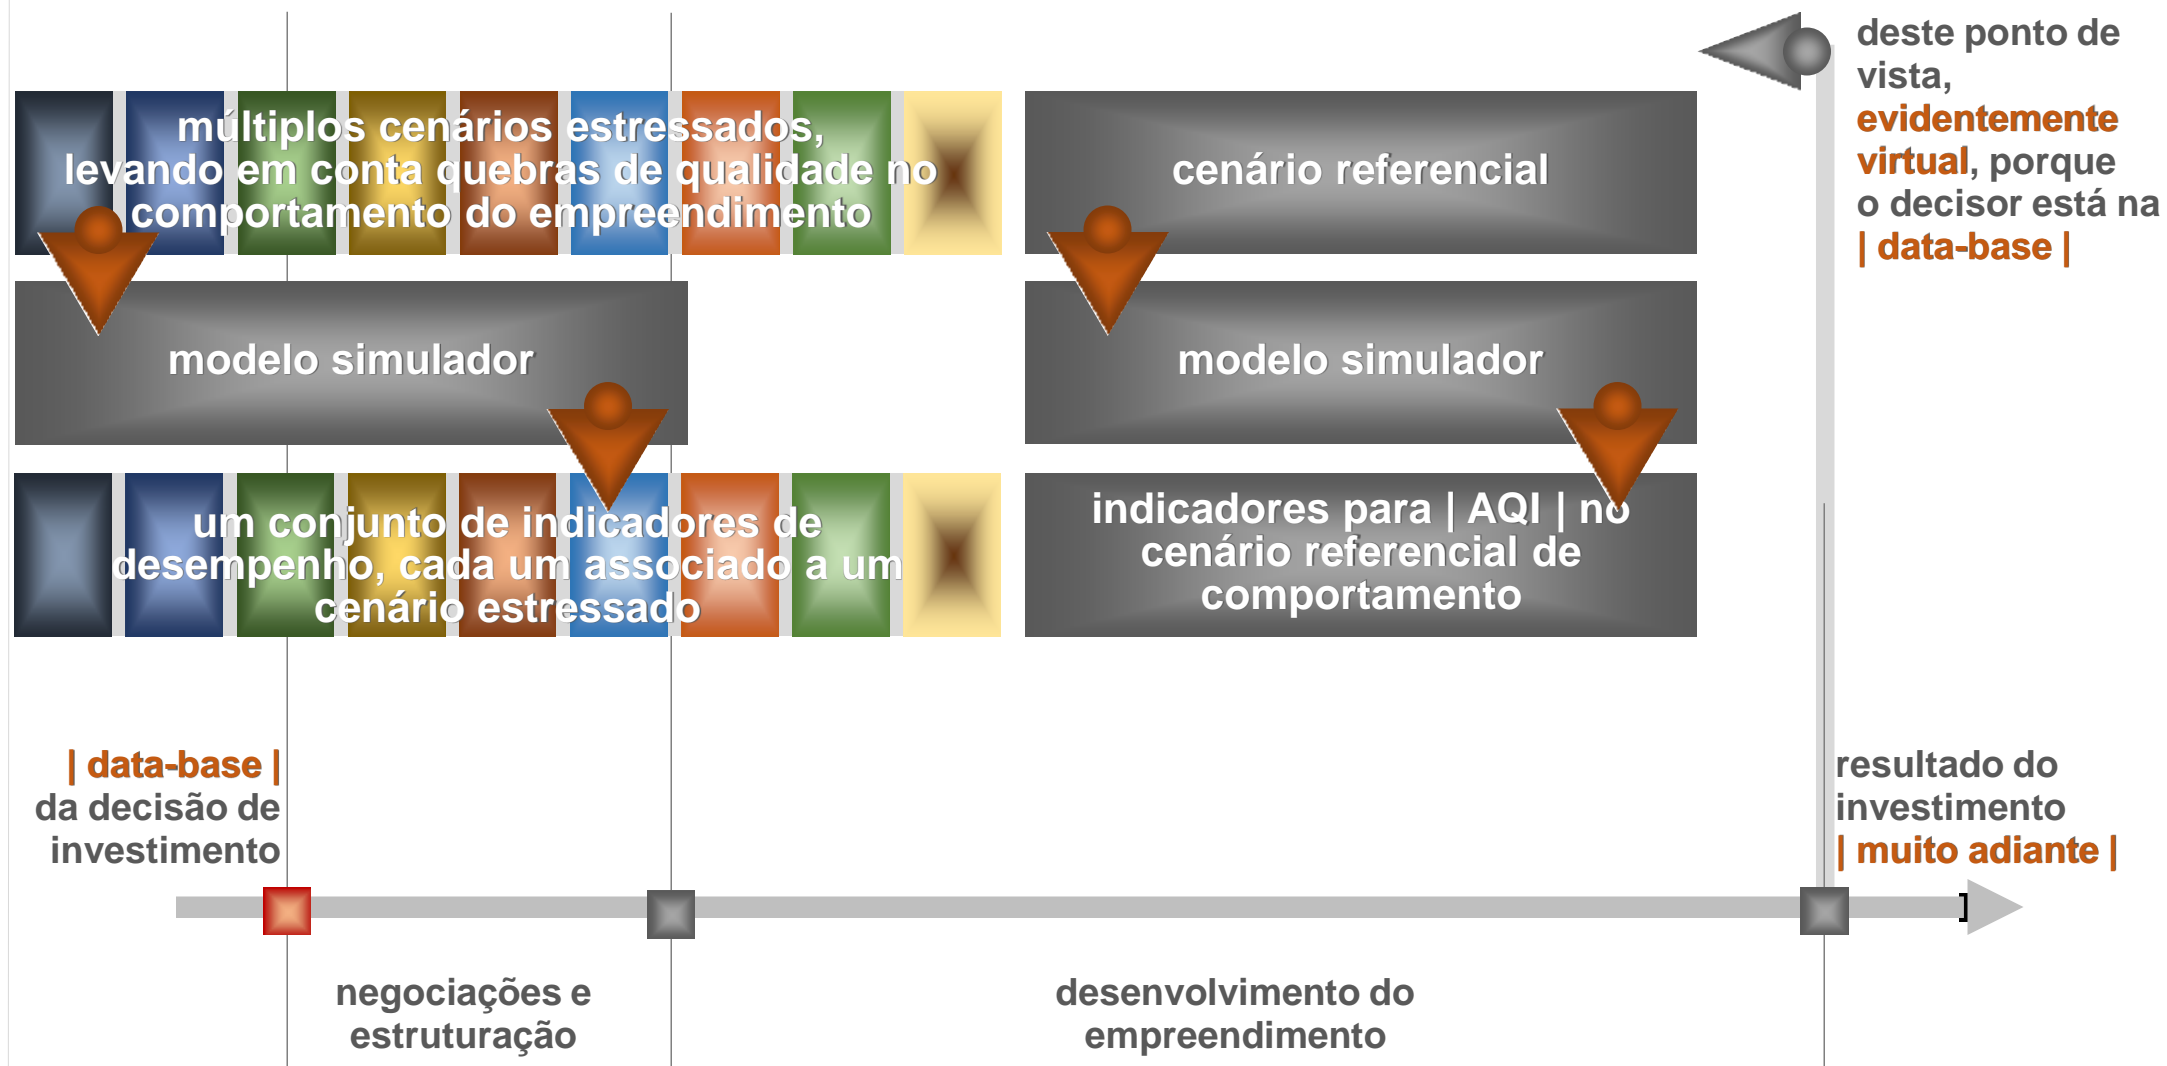 múltiplos cenários estressados,
levando em conta quebras de qualidade no
comportamento do empreendimento
cenário referencial
deste ponto de
vista,
evidentemente
virtual, porque
o decisor está na
| data-base |
modelo simulador
modelo simulador
um conjunto de indicadores de
desempenho, cada um associado a um
cenário estressado
indicadores para | AQI | no
cenário referencial de
comportamento
| data-base |
da decisão de
investimento
resultado do
investimento
| muito adiante |
]
negociações e
estruturação
desenvolvimento do
empreendimento